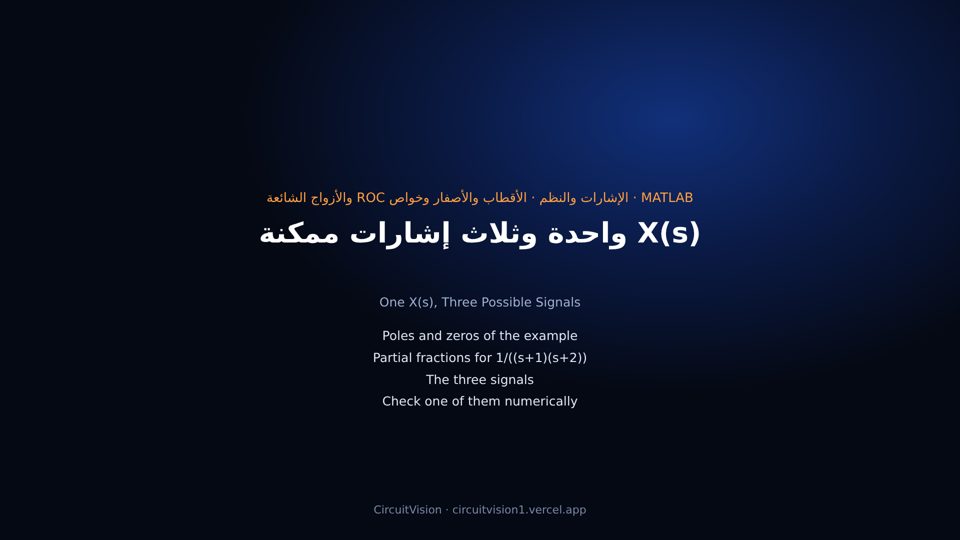 MATLAB · الإشارات والنظم · الأقطاب والأصفار وخواص ROC والأزواج الشائعة
X(s) واحدة وثلاث إشارات ممكنة
One X(s), Three Possible Signals
Poles and zeros of the example
Partial fractions for 1/((s+1)(s+2))
The three signals
Check one of them numerically
CircuitVision · circuitvision1.vercel.app